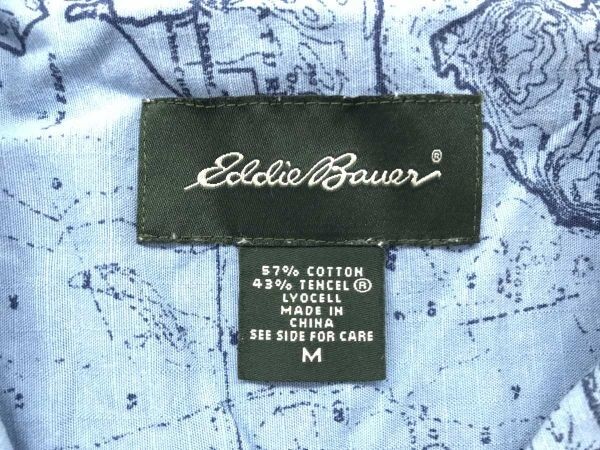 Eddie Bauer®
57% COTTON
43% TENCEL®
LYOCELL
MADE IN
CHINA
SEE SIDE FOR CARE
M